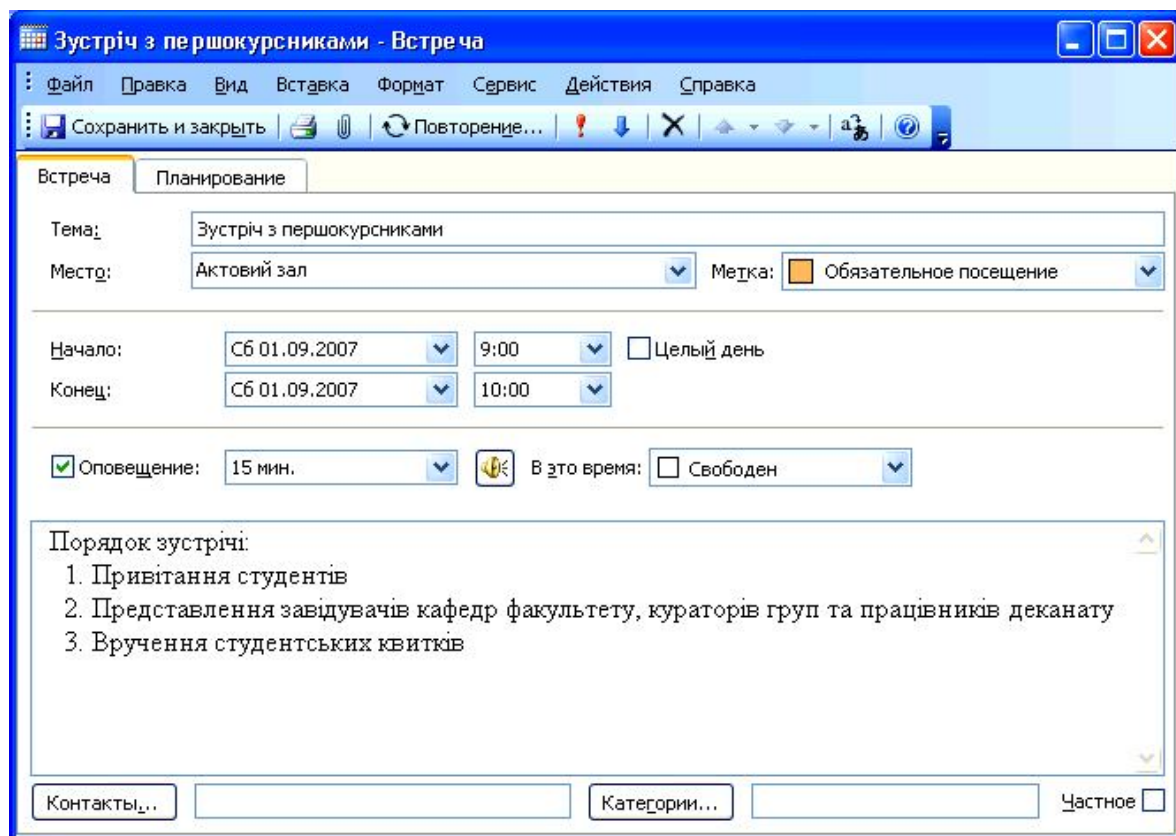 Зустріч з першокурсниками - Встреча
Файл Правка Вид Вставка Формат Сервис Действия Справка
Сохранить и закрыть Повторение...
Встреча Планирование
Тема: Зустріч з першокурсниками
Место: Актовий зал Метка: Обязательное посещение
Начало: Сб 01.09.2007 9:00 Целый день
Конец: Сб 01.09.2007 10:00
Оповещение: 15 мин. В это время: Свободен
Порядок зустрічі:
1. Привітання студентів
2. Представлення завідувачів кафедр факультету, кураторів груп та працівників деканату
3. Вручення студентських квитків
Контакты... Категории... Частное